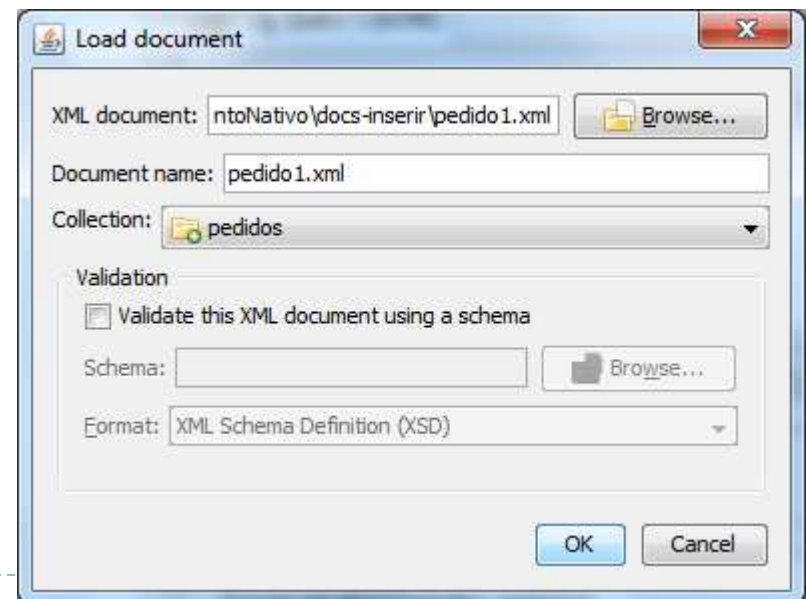 Load document
XML document: ntoNativo\docs-inserir\pedido1.xml Browse...
Document name: pedido1.xml
Collection: pedidos
Validation
Validate this XML document using a schema
Schema: Browse...
Format: XML Schema Definition (XSD)
OK Cancel